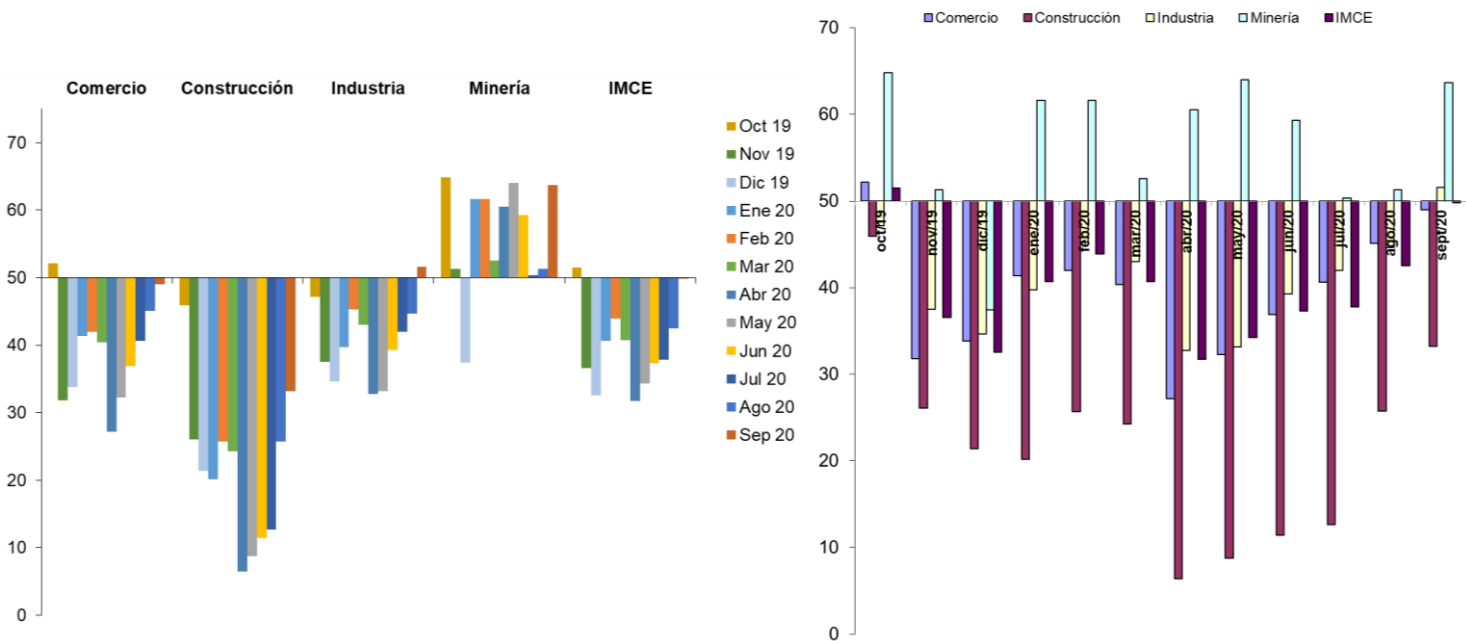 Comercio Construcción Industria Minería IMCE
70
60
50
40
30
20
10
0
Oct 19
Nov 19
Dic 19
Ene 20
Feb 20
Mar 20
Abr 20
May 20
Jun 20
Jul 20
Ago 20
Sep 20
Comercio Construcción Industria Minería IMCE
70
60
50
40
30
20
10
0
oct/19
nov/19
dic/19
ene/20
feb/20
mar/20
abr/20
may/20
jun/20
jul/20
ago/20
sept/20